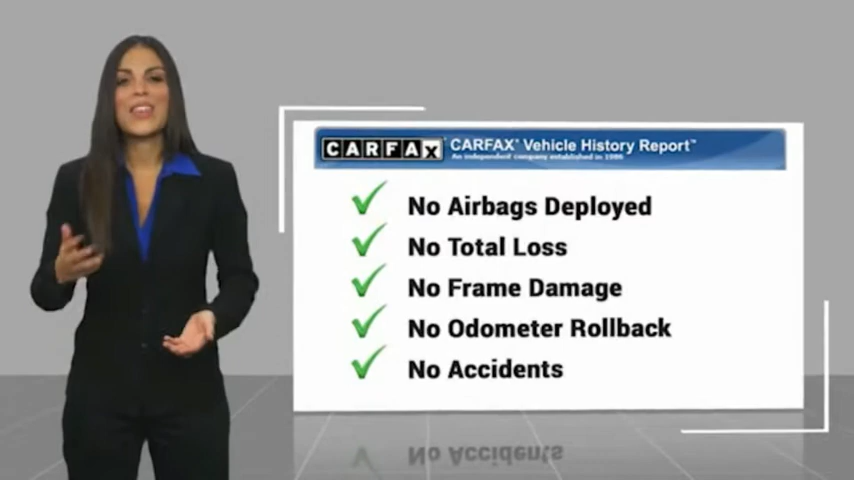 CARFAX CARFAX® Vehicle History Report™
An independent company established in 1986
No Airbags Deployed
No Total Loss
No Frame Damage
No Odometer Rollback
No Accidents
No Accidents